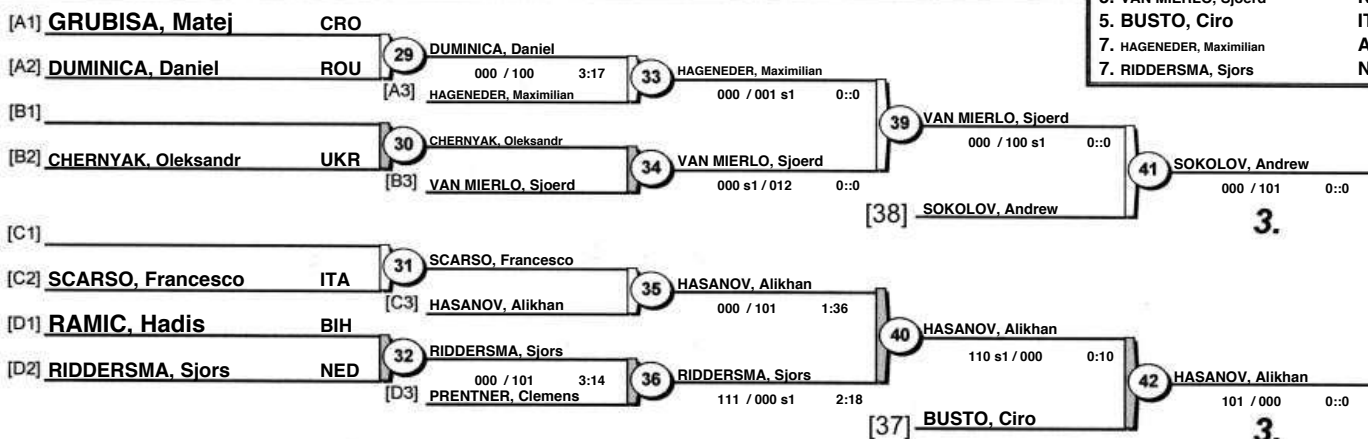 3. VAN MIERLO, Sjoerd
[A1] GRUBISA, Matej CRO
5. BUSTO, Ciro
29 DUMINICA, Daniel
7. HAGENEDER, Maximilian A
[A2] DUMINICA, Daniel ROU
000 / 100 3:17
33 HAGENEDER, Maximilian
7. RIDDERSMA, Sjors N
[A3] HAGENEDER, Maximilian
000 / 001 s1 0::0
[B1]
39 VAN MIERLO, Sjoerd
30 CHERNYAK, Oleksandr
000 / 100 s1 0::0
[B2] CHERNYAK, Oleksandr UKR
34 VAN MIERLO, Sjoerd
41 SOKOLOV, Andrew
[B3] VAN MIERLO, Sjoerd
000 s1 / 012 0::0
000 / 101 0::0
[38] SOKOLOV, Andrew
3.
[C1]
31 SCARSO, Francesco
[C2] SCARSO, Francesco ITA
35 HASANOV, Alikhan
[C3] HASANOV, Alikhan
000 / 101 1:36
[D1] RAMIC, Hadis BIH
40 HASANOV, Alikhan
32 RIDDERSMA, Sjors
110 s1 / 000 0:10
[D2] RIDDERSMA, Sjors NED
000 / 101 3:14
36 RIDDERSMA, Sjors
42 HASANOV, Alikhan
[D3] PRENTNER, Clemens
111 / 000 s1 2:18
101 / 000 0::0
[37] BUSTO, Ciro
3.